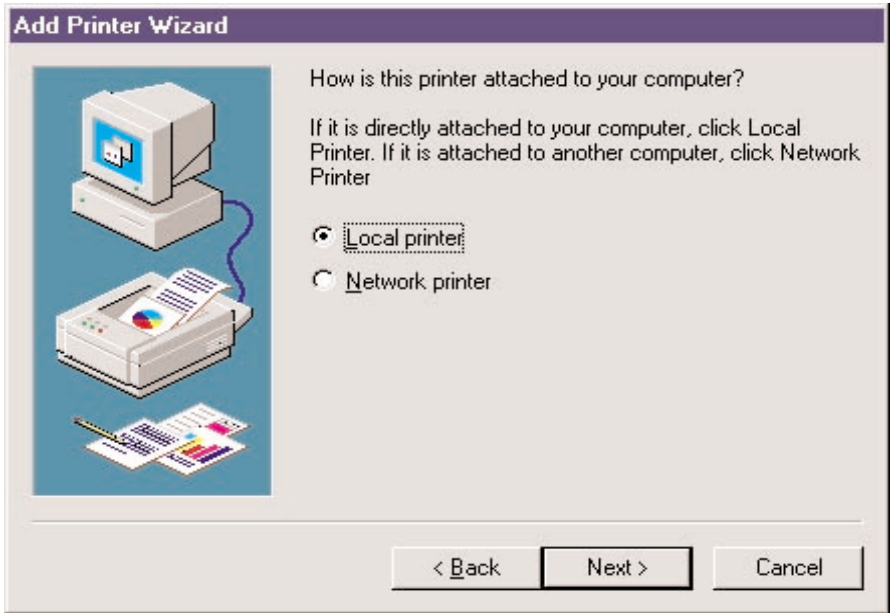 Add Printer Wizard
How is this printer attached to your computer?
If it is directly attached to your computer, click Local
Printer. If it is attached to another computer, click Network
Printer
Local printer
Network printer
< Back
Next >
Cancel